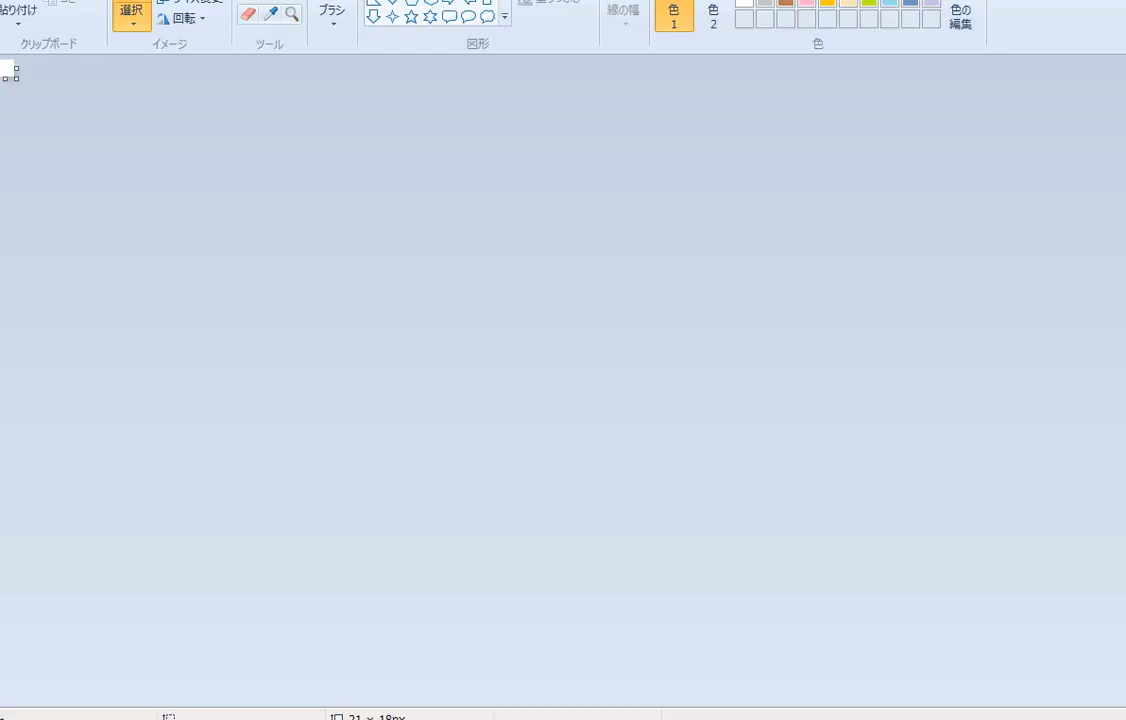 貼り付け
選択
回転
ブラシ
線の幅
色
1
色
2
色の
編集
クリップボード
イメージ
ツール
図形
色
21 × 18px